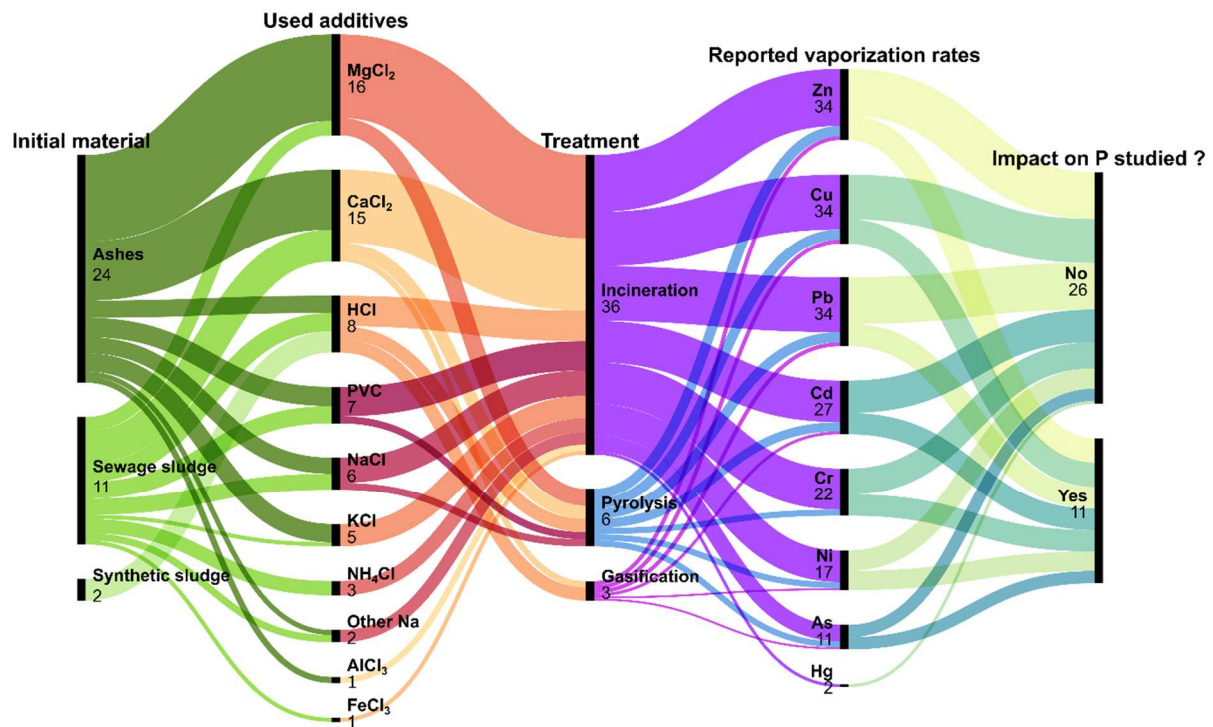 Used additives
Reported vaporization rates
Initial material
Treatment
Impact on P studied ?
Ashes
24
Sewage sludge
11
Synthetic sludge
2
MgCl₂
16
CaCl₂
15
HCl
8
PVC
7
NaCl
6
KCl
5
NH₄Cl
3
Other Na
2
AlCl₃
1
FeCl₃
1
Incineration
36
Pyrolysis
6
Gasification
3
Zn
34
Cu
34
Pb
34
Cd
27
Cr
22
Ni
17
As
11
Hg
2
No
26
Yes
11